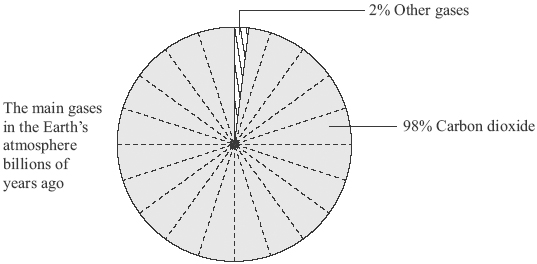 2% Other gases
The main gases
in the Earth's
atmosphere
billions of
years ago
98% Carbon dioxide